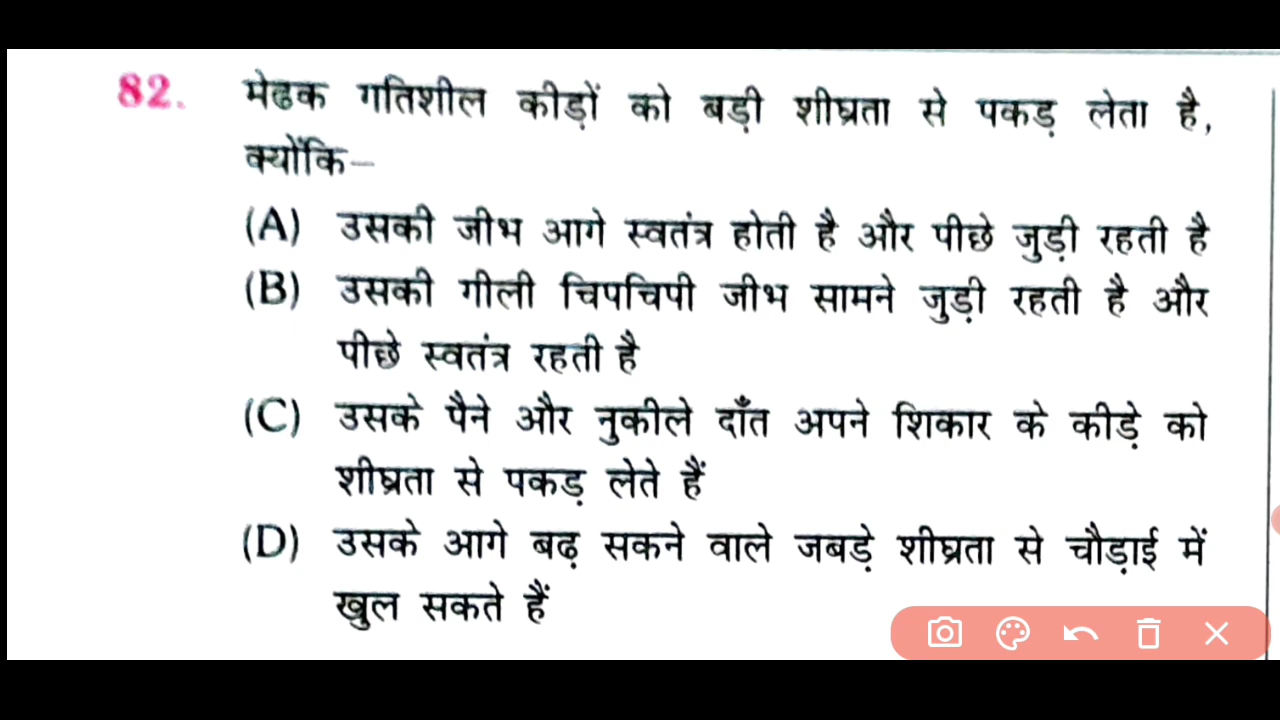 82. मेढक गतिशील कीड़ों को बड़ी शीघ्रता से पकड़ लेता है,
क्योंकि–
(A) उसकी जीभ आगे स्वतंत्र होती है और पीछे जुड़ी रहती है
(B) उसकी गीली चिपचिपी जीभ सामने जुड़ी रहती है और
पीछे स्वतंत्र रहती है
(C) उसके पैने और नुकीले दाँत अपने शिकार के कीड़े को
शीघ्रता से पकड़ लेते हैं
(D) उसके आगे बढ़ सकने वाले जबड़े शीघ्रता से चौड़ाई में
खुल सकते हैं